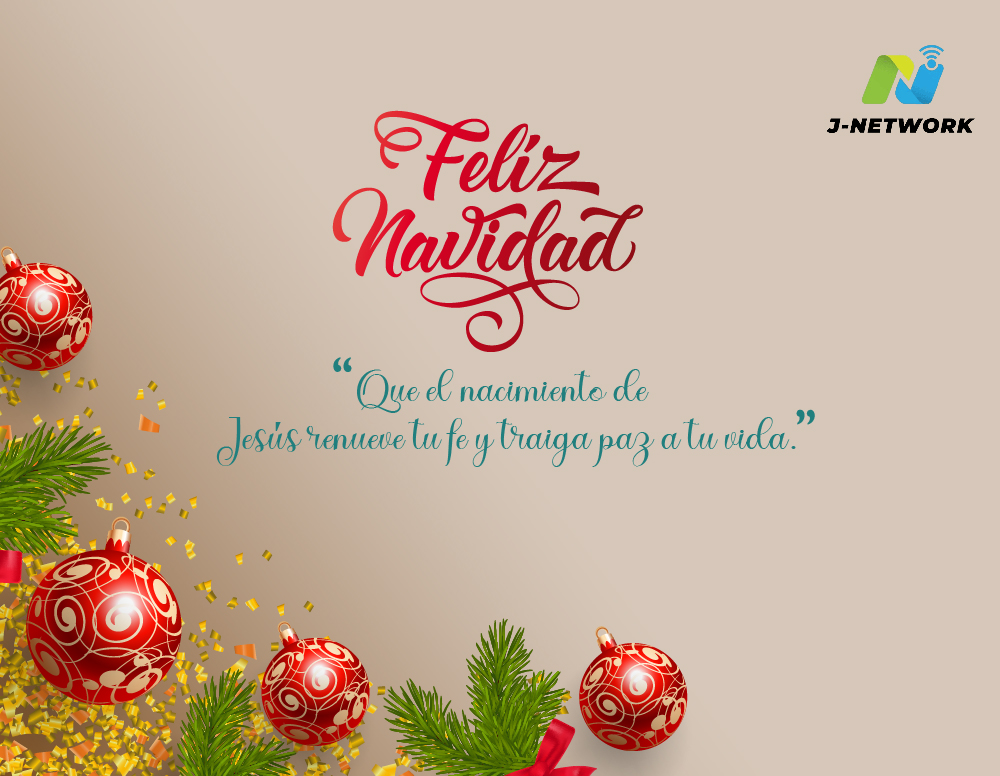 J-NETWORK
Feliz
Navidad
“Que el nacimiento de
Jesús renueve tu fe y traiga paz a tu vida.”